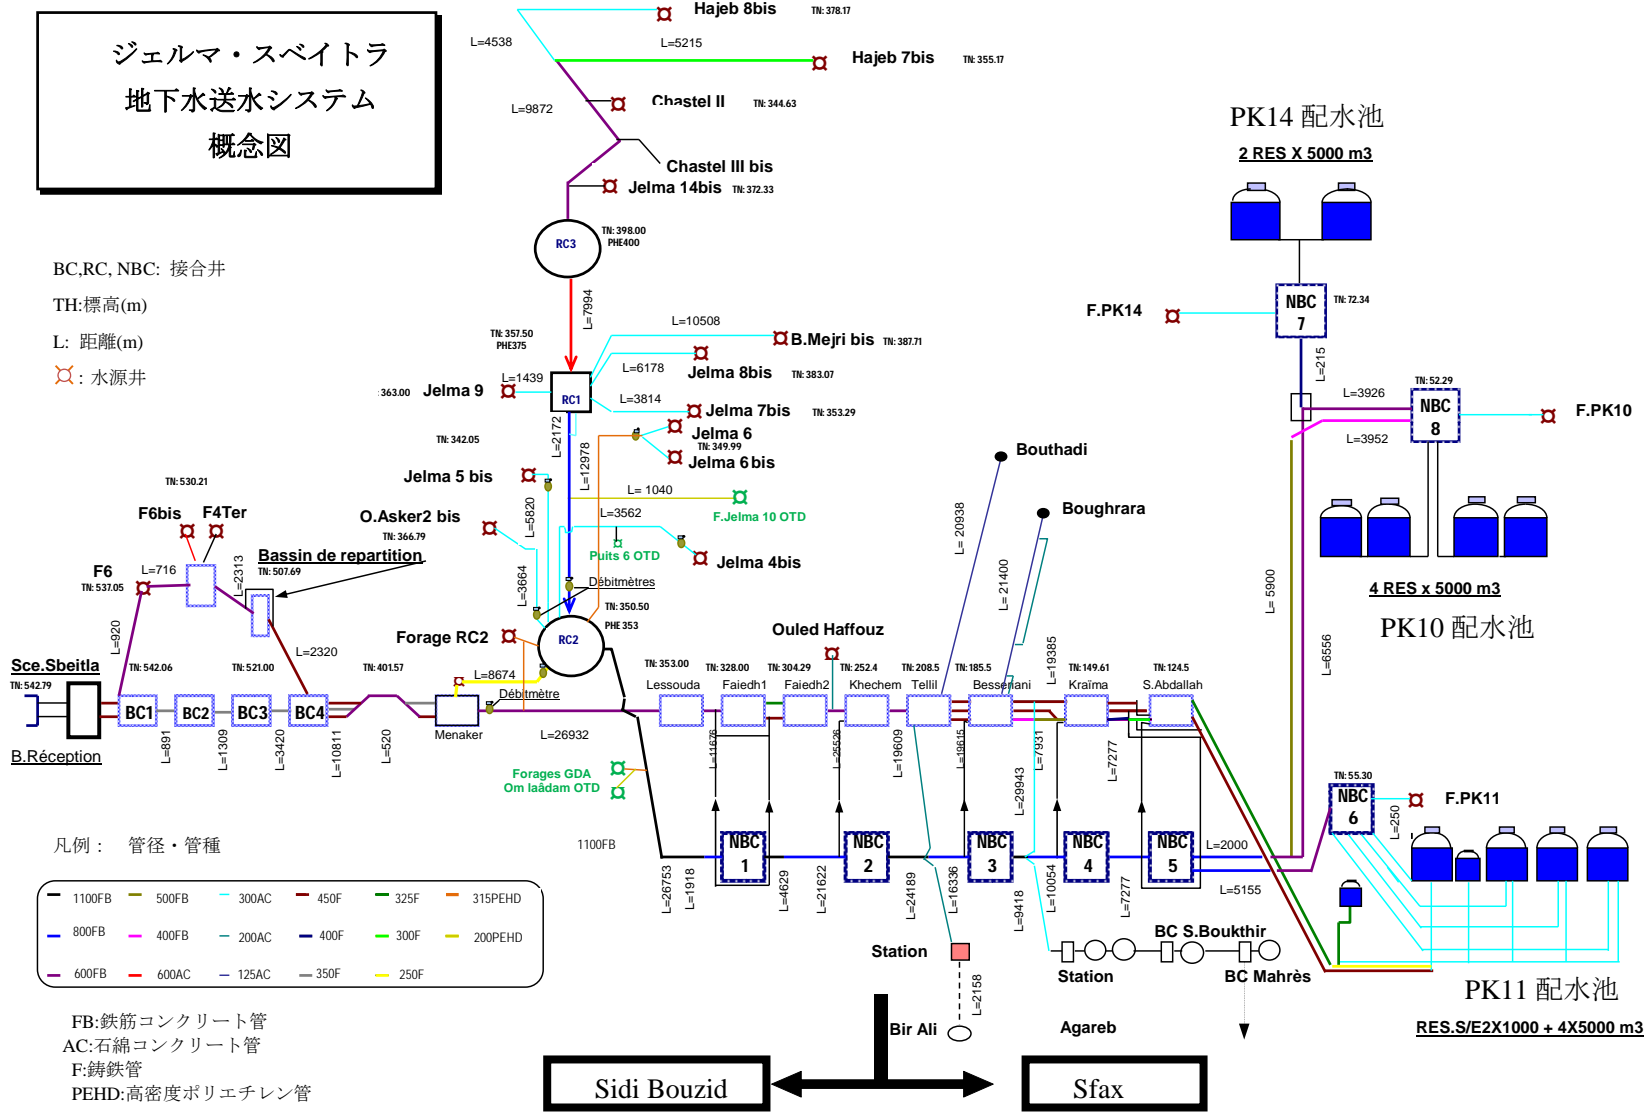 ジェルマ・スベイトラ
地下水送水システム
概念図
BC,RC, NBC: 接合井
TH:標高(m)
L: 距離(m)
: 水源井
Hajeb 8bis TN: 378.17
L=4538
L=5215
Hajeb 7bis TN: 355.17
L=9872
Chastel II TN: 344.63
Chastel III bis
Jelma 14bis TN: 372.33
RC3
TN: 398.00
PHE400
L=7994
TN: 357.50
PHE375
L=10508
B.Mejri bis TN: 387.71
L=6178
Jelma 8bis TN: 383.07
: 363.00 Jelma 9
L=1439
RC1
L=3814
Jelma 7bis TN: 353.29
L=2172
TN: 342.05
Jelma 6
TN: 349.99
Jelma 6 bis
L=12978
Jelma 5 bis
L=5820
L= 1040
F.Jelma 10 OTD
O.Asker2 bis
TN: 366.79
L=3562
Puits 6 OTD
Jelma 4bis
L=3664
Débitmètres
TN: 350.50
PHE 353
RC2
Forage RC2
TN: 530.21
F6bis
F4Ter
Bassin de repartition
TN: 507.69
L=2313
F6
TN: 537.05
L=716
L=920
L=2320
Sce.Sbeitla
TN: 542.79
TN: 542.06
TN: 521.00
TN: 401.57
BC1
BC2
BC3
BC4
B.Réception
L=891
L=1309
L=3420
L=10811
L=520
Menaker
L=8674
Débitmètre
L=26932
TN: 353.00
Lessouda
TN: 328.00
Faiedh1
TN: 304.29
Faiedh2
Ouled Haffouz
TN: 252.4
Khechem
TN: 208.5
Tellil
TN: 185.5
Besseriani
TN: 149.61
Kraïma
TN: 124.5
S.Abdallah
L=11676
L=25526
L=19609
L=19615
L=29943
L=7931
L=7277
L=19385
Bouthadi
L= 20938
Boughrara
L= 21400
Forages GDA
Om laâdam OTD
1100FB
NBC
1
NBC
2
NBC
3
NBC
4
NBC
5
L=26753
L=11918
L=4629
L=21622
L=24189
L=16336
L=9418
L=10054
L=7277
L=2000
L=5155
PK14 配水池
2 RES X 5000 m3
F.PK14
NBC
7
TN: 72.34
L=215
L=3926
L=3952
TN: 52.29
NBC
8
F.PK10
4 RES x 5000 m3
PK10 配水池
L= 5900
L=6556
TN: 55.30
NBC
6
L=250
F.PK11
PK11 配水池
RES.S/E2X1000 + 4X5000 m3
Station
L=2158
Bir Ali
Station
BC S.Boukthir
BC Mahrès
Agareb
Sidi Bouzid
Sfax
凡例 : 管径・管種
1100FB 500FB 300AC 450F 325F 315PEHD
800FB 400FB 200AC 400F 300F 200PEHD
600FB 600AC 125AC 350F 250F
FB:鉄筋コンクリート管
AC:石綿コンクリート管
F:鋳鉄管
PEHD:高密度ポリエチレン管